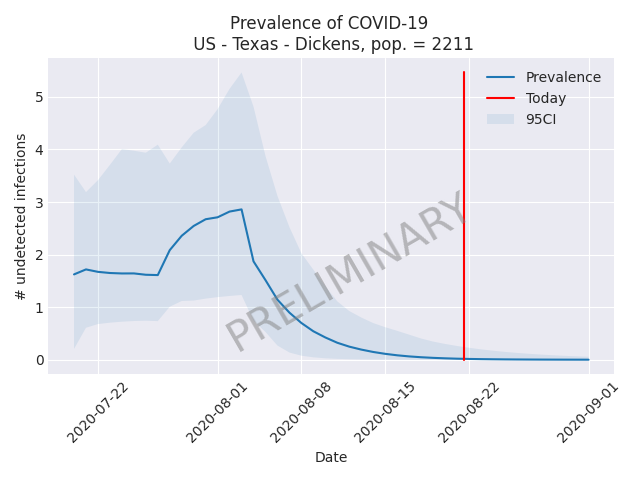 Prevalence of COVID-19
US - Texas - Dickens, pop. = 2211
Prevalence
Today
95CI
PRELIMINARY
# undetected infections
5
4
3
2
1
0
2020-07-22
2020-08-01
2020-08-08
2020-08-15
2020-08-22
2020-09-01
Date